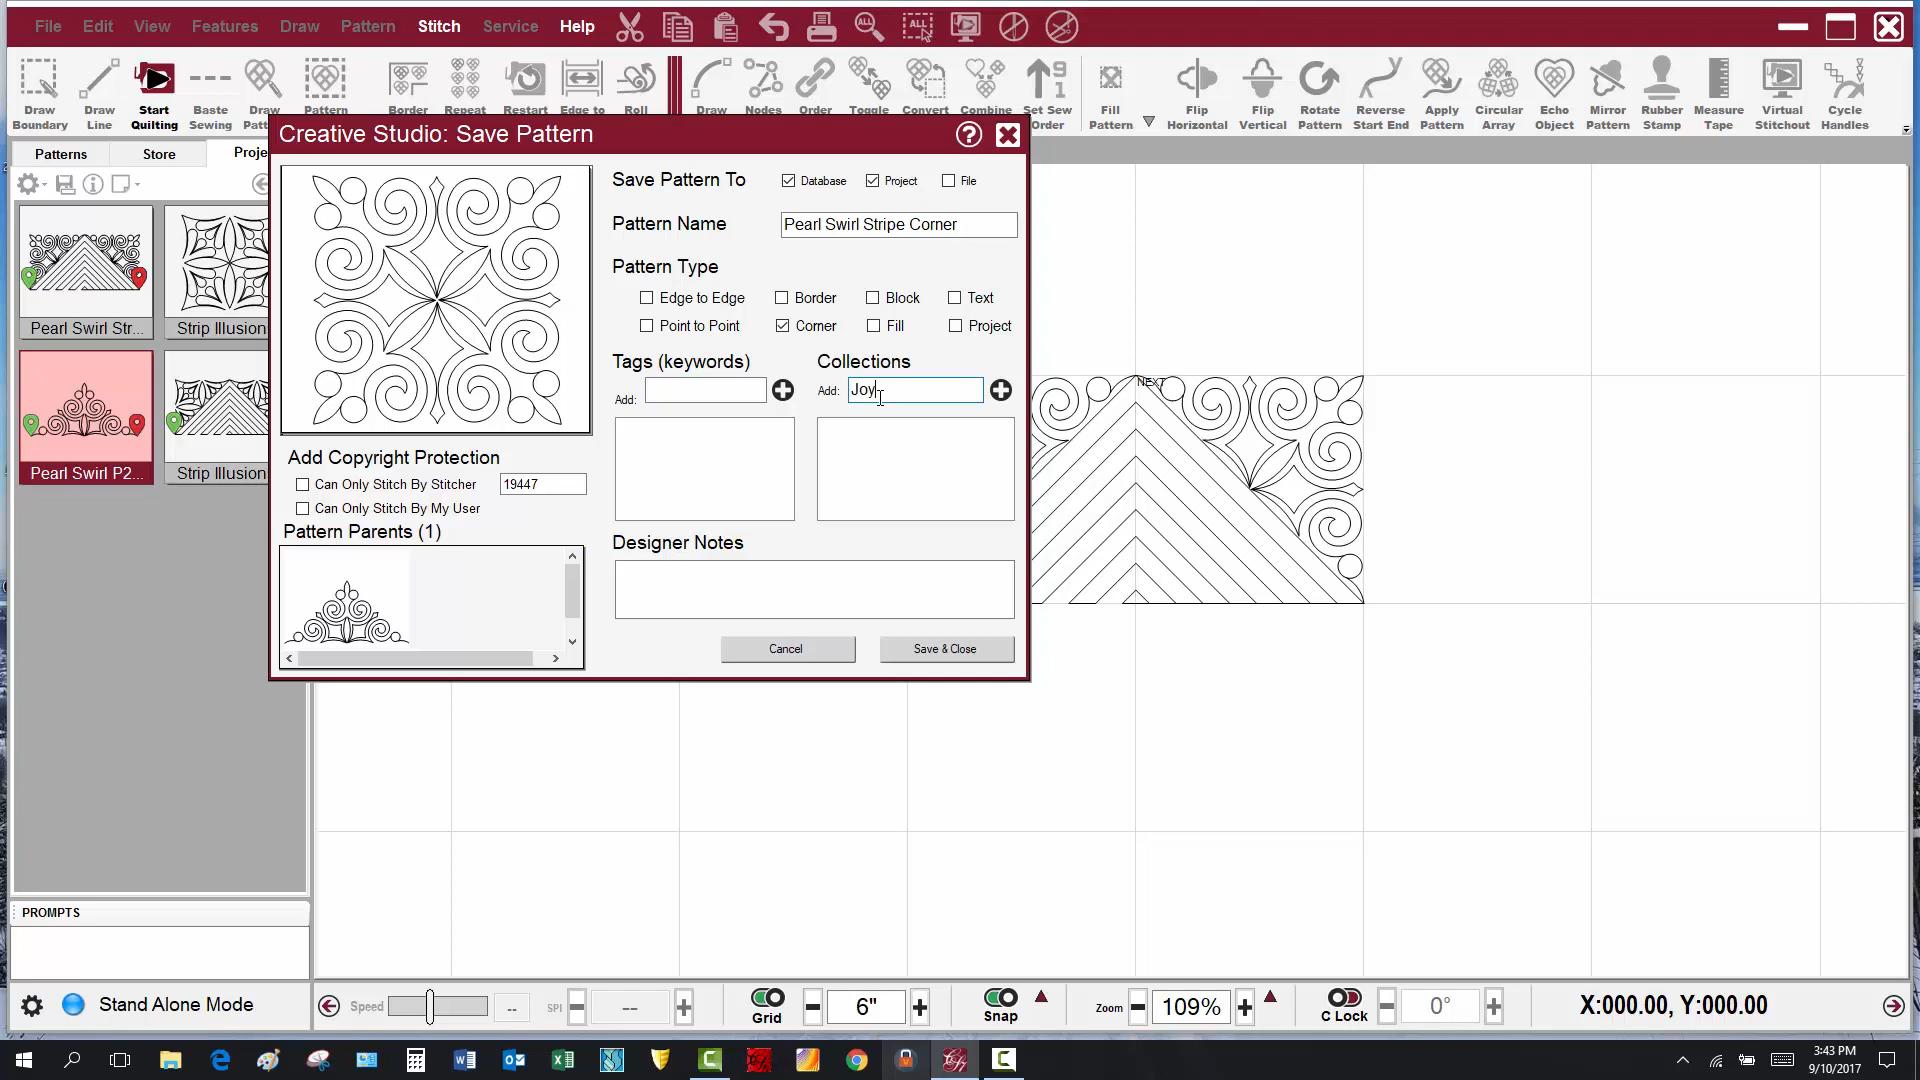 File Edit View Features Draw Pattern Stitch Service Help
ALL
ALL
Draw Boundary
Draw Line
Start Quilting
Baste Sewing
Draw Patt
Pattern
Border
Repeat
Restart
Edge to
Roll
Draw
Nodes
Order
Toggle
Convert
Combine
Set Sew Order
Fill Pattern
Flip Horizontal
Flip Vertical
Rotate Pattern
Reverse Start End
Apply Pattern
Circular Array
Echo Object
Mirror Pattern
Rubber Stamp
Measure Tape
Virtual Stitchout
Cycle Handles
Patterns Store Proje
Pearl Swirl Str...
Strip Illusion
Pearl Swirl P2...
Strip Illusion
Creative Studio: Save Pattern
Save Pattern To Database Project File
Pattern Name Pearl Swirl Stripe Corner
Pattern Type
Edge to Edge Border Block Text
Point to Point Corner Fill Project
Tags (keywords) Collections
Add: Add: Joy
Add Copyright Protection
Can Only Stitch By Stitcher 19447
Can Only Stitch By My User
Pattern Parents (1)
Designer Notes
Cancel Save & Close
NEXT
PROMPTS
Stand Alone Mode
Speed --
SPI --
Grid 6"
Snap
Zoom 109%
C Lock 0°
X:000.00, Y:000.00
3:43 PM
9/10/2017